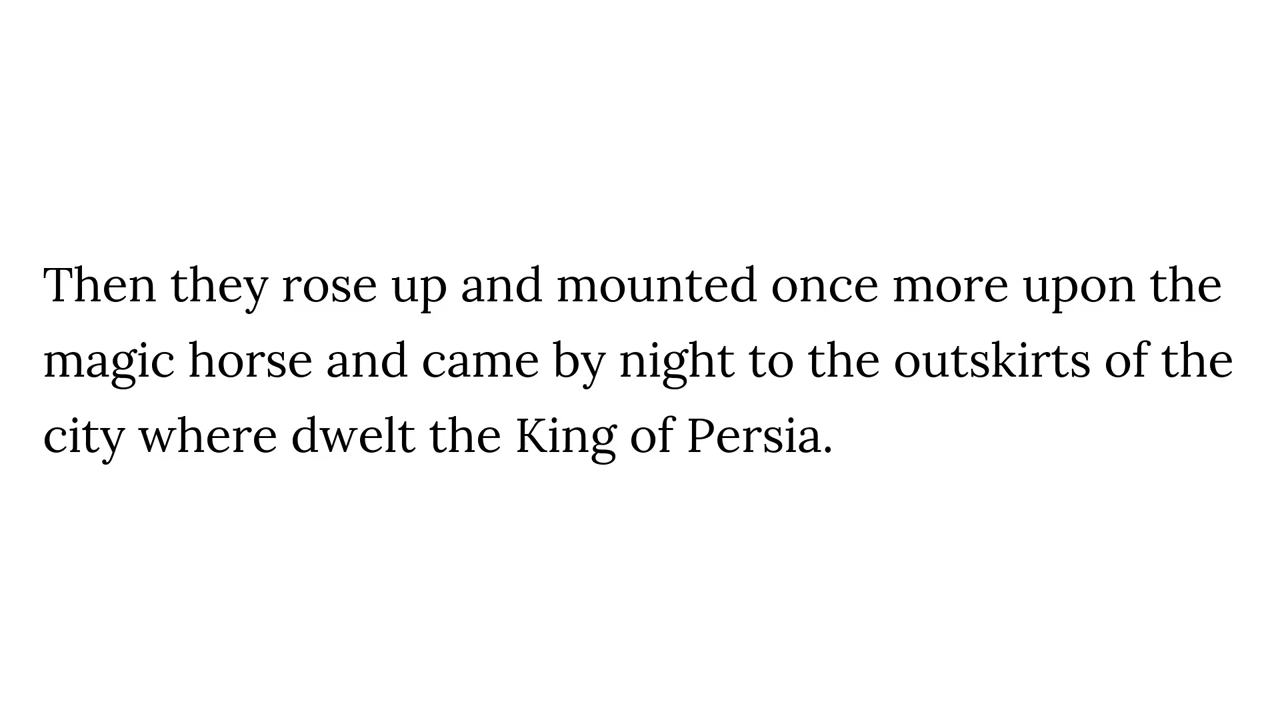 Then they rose up and mounted once more upon the
magic horse and came by night to the outskirts of the
city where dwelt the King of Persia.